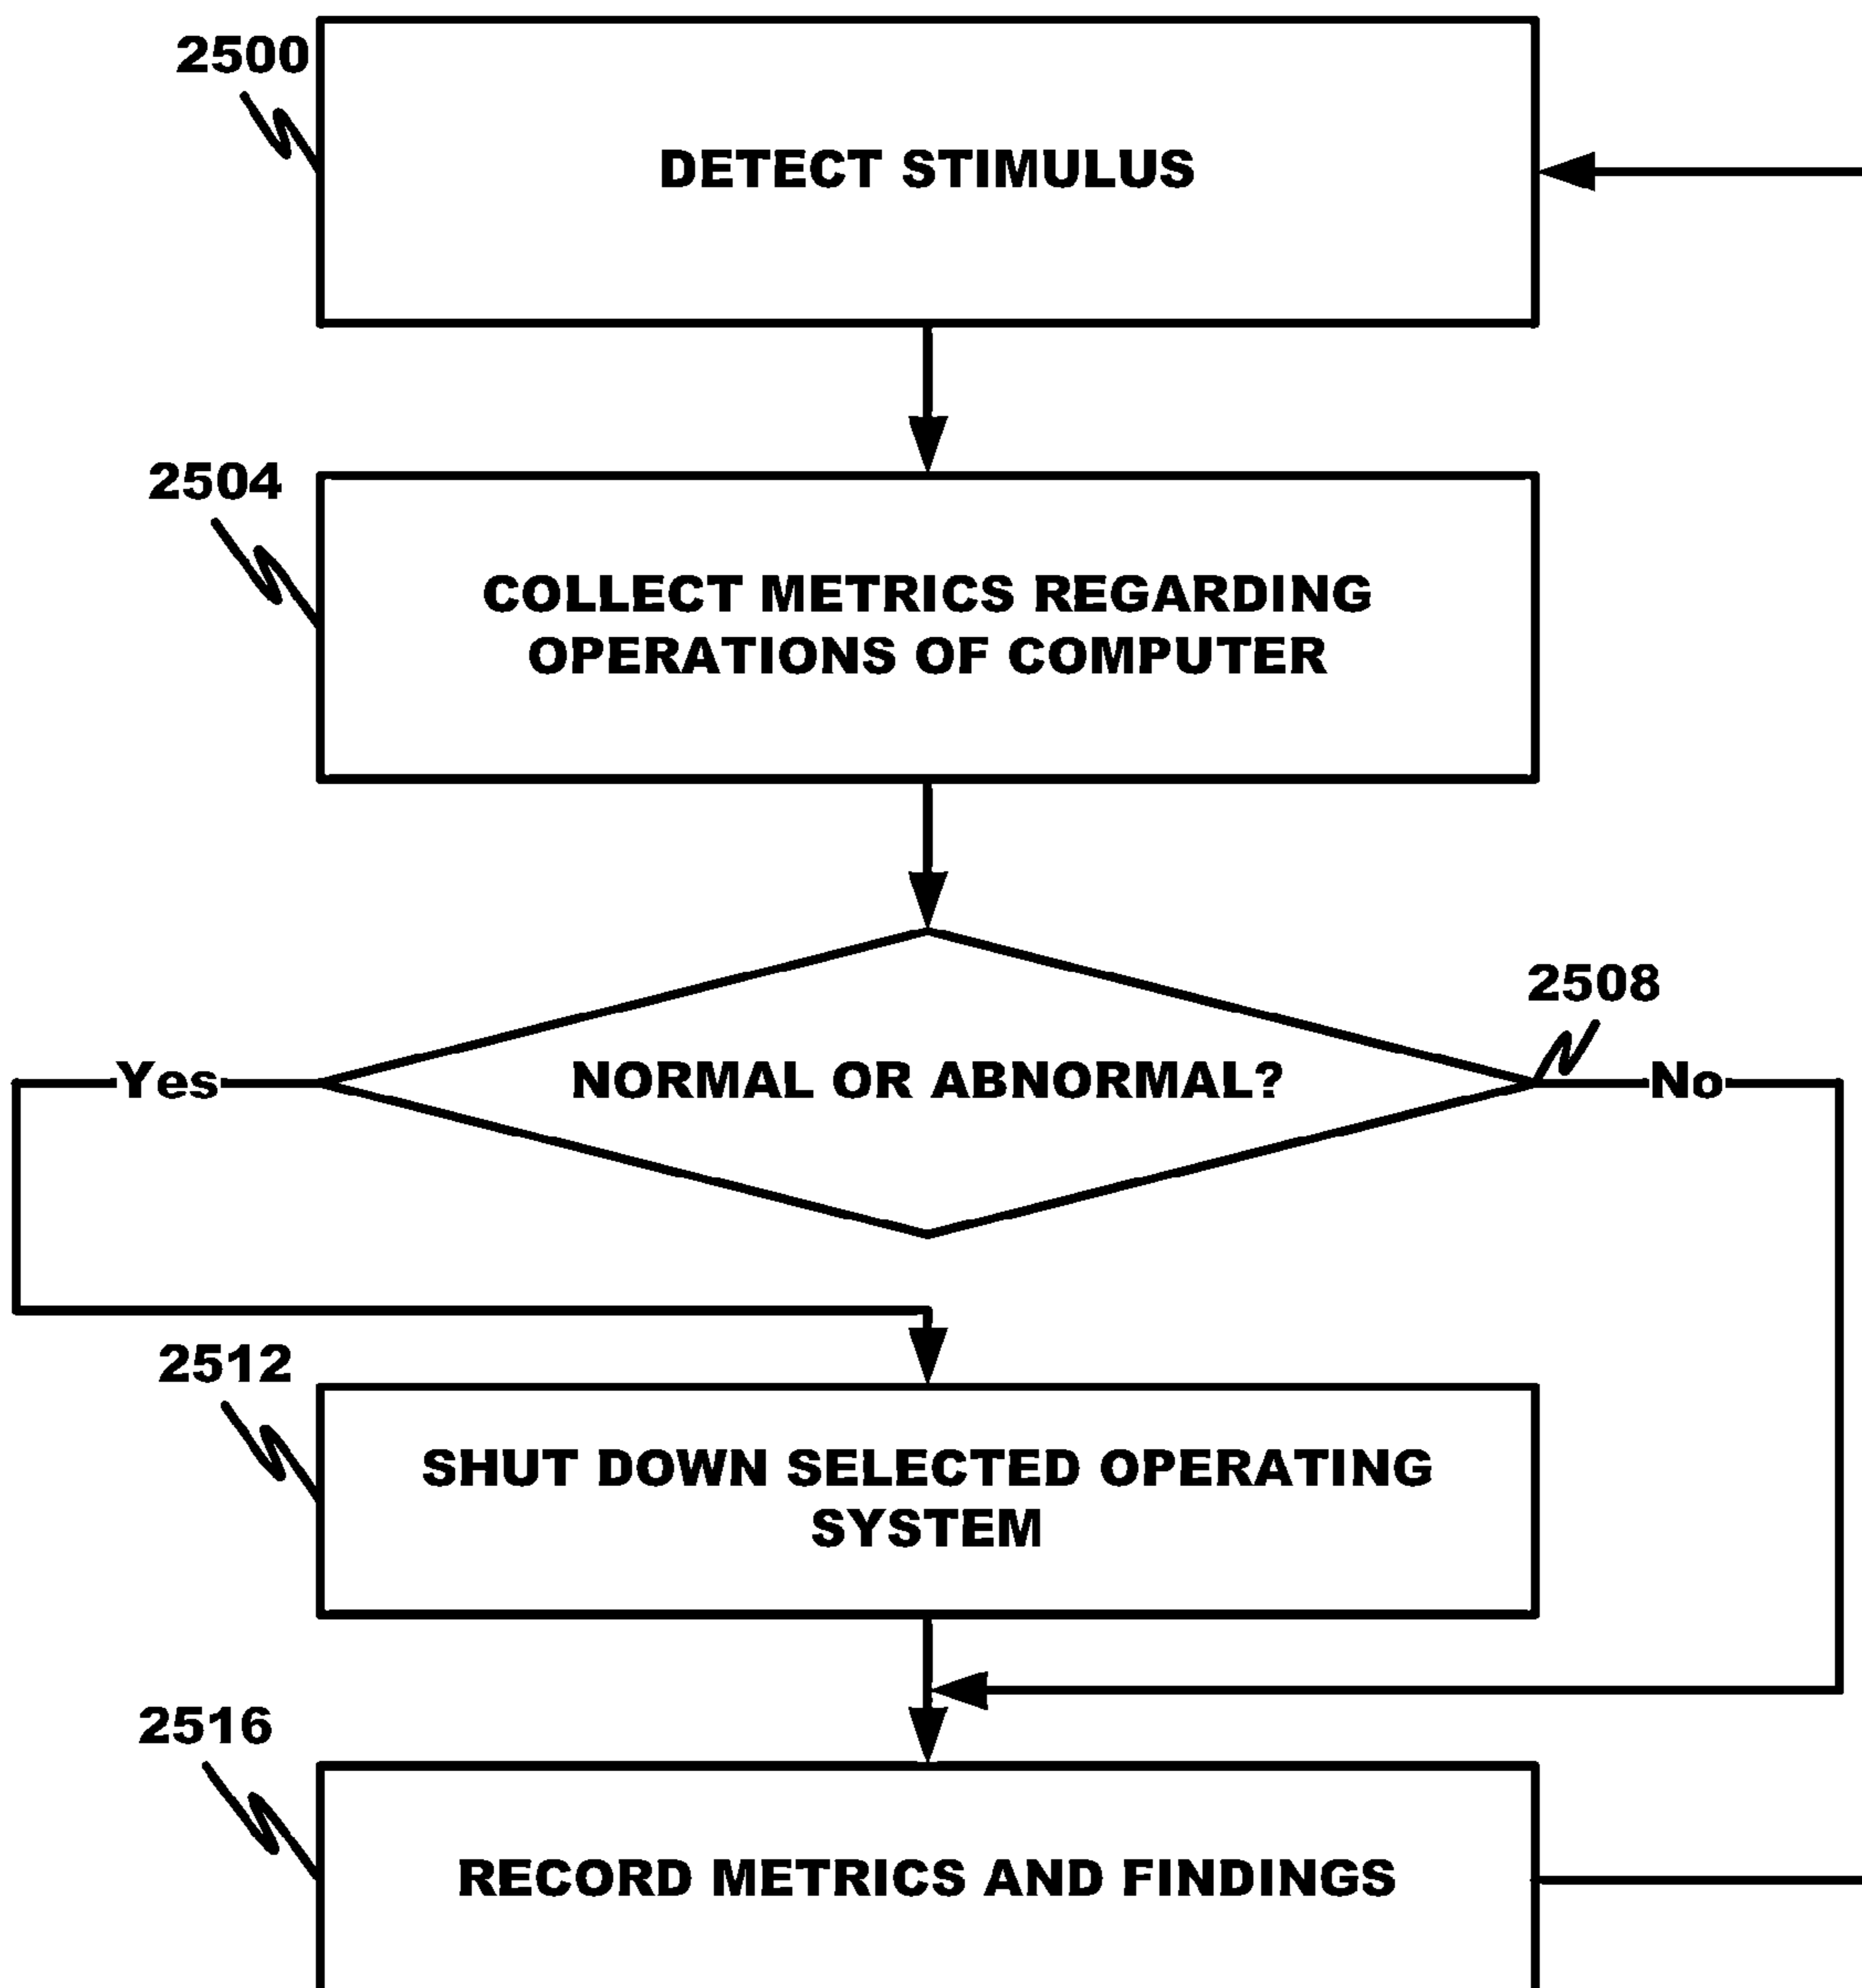 2500
DETECT STIMULUS
2504
COLLECT METRICS REGARDING
OPERATIONS OF COMPUTER
2508
Yes
NORMAL OR ABNORMAL?
No
2512
SHUT DOWN SELECTED OPERATING
SYSTEM
2516
RECORD METRICS AND FINDINGS